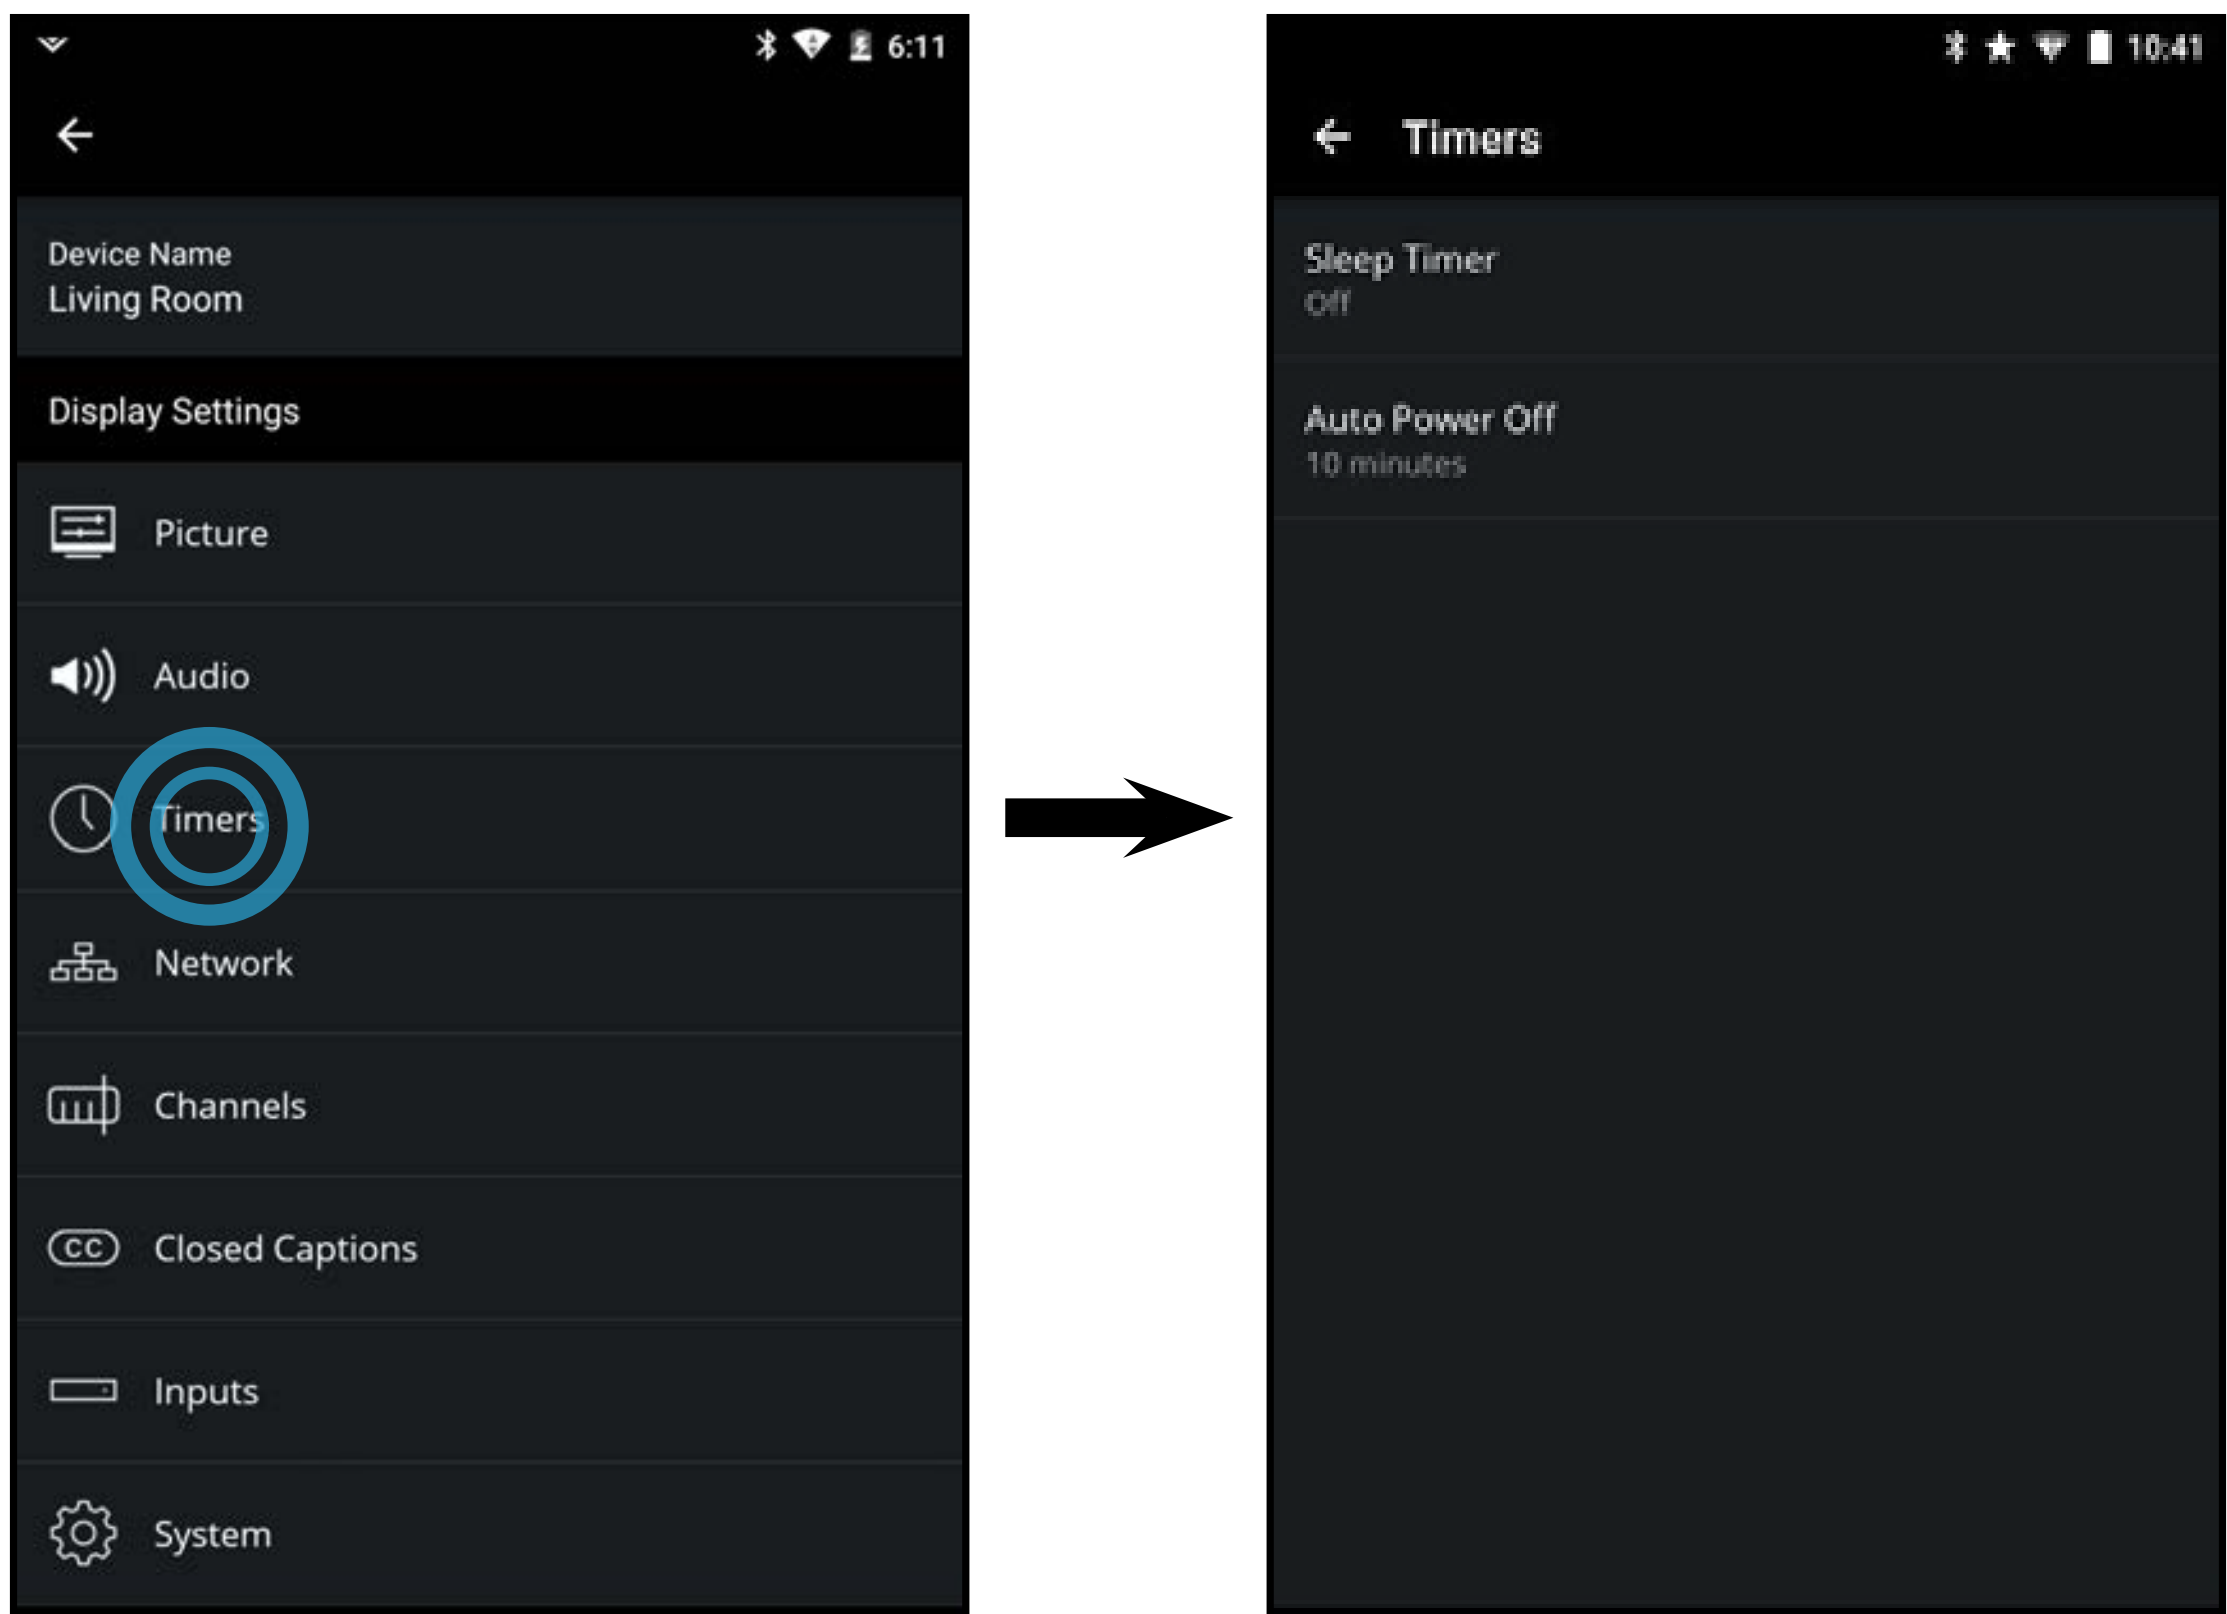 6:11
Device Name
Living Room
Display Settings
Picture
Audio
Timers
Network
Channels
CC Closed Captions
Inputs
System
10:41
Timers
Sleep Timer
Off
Auto Power Off
10 minutes